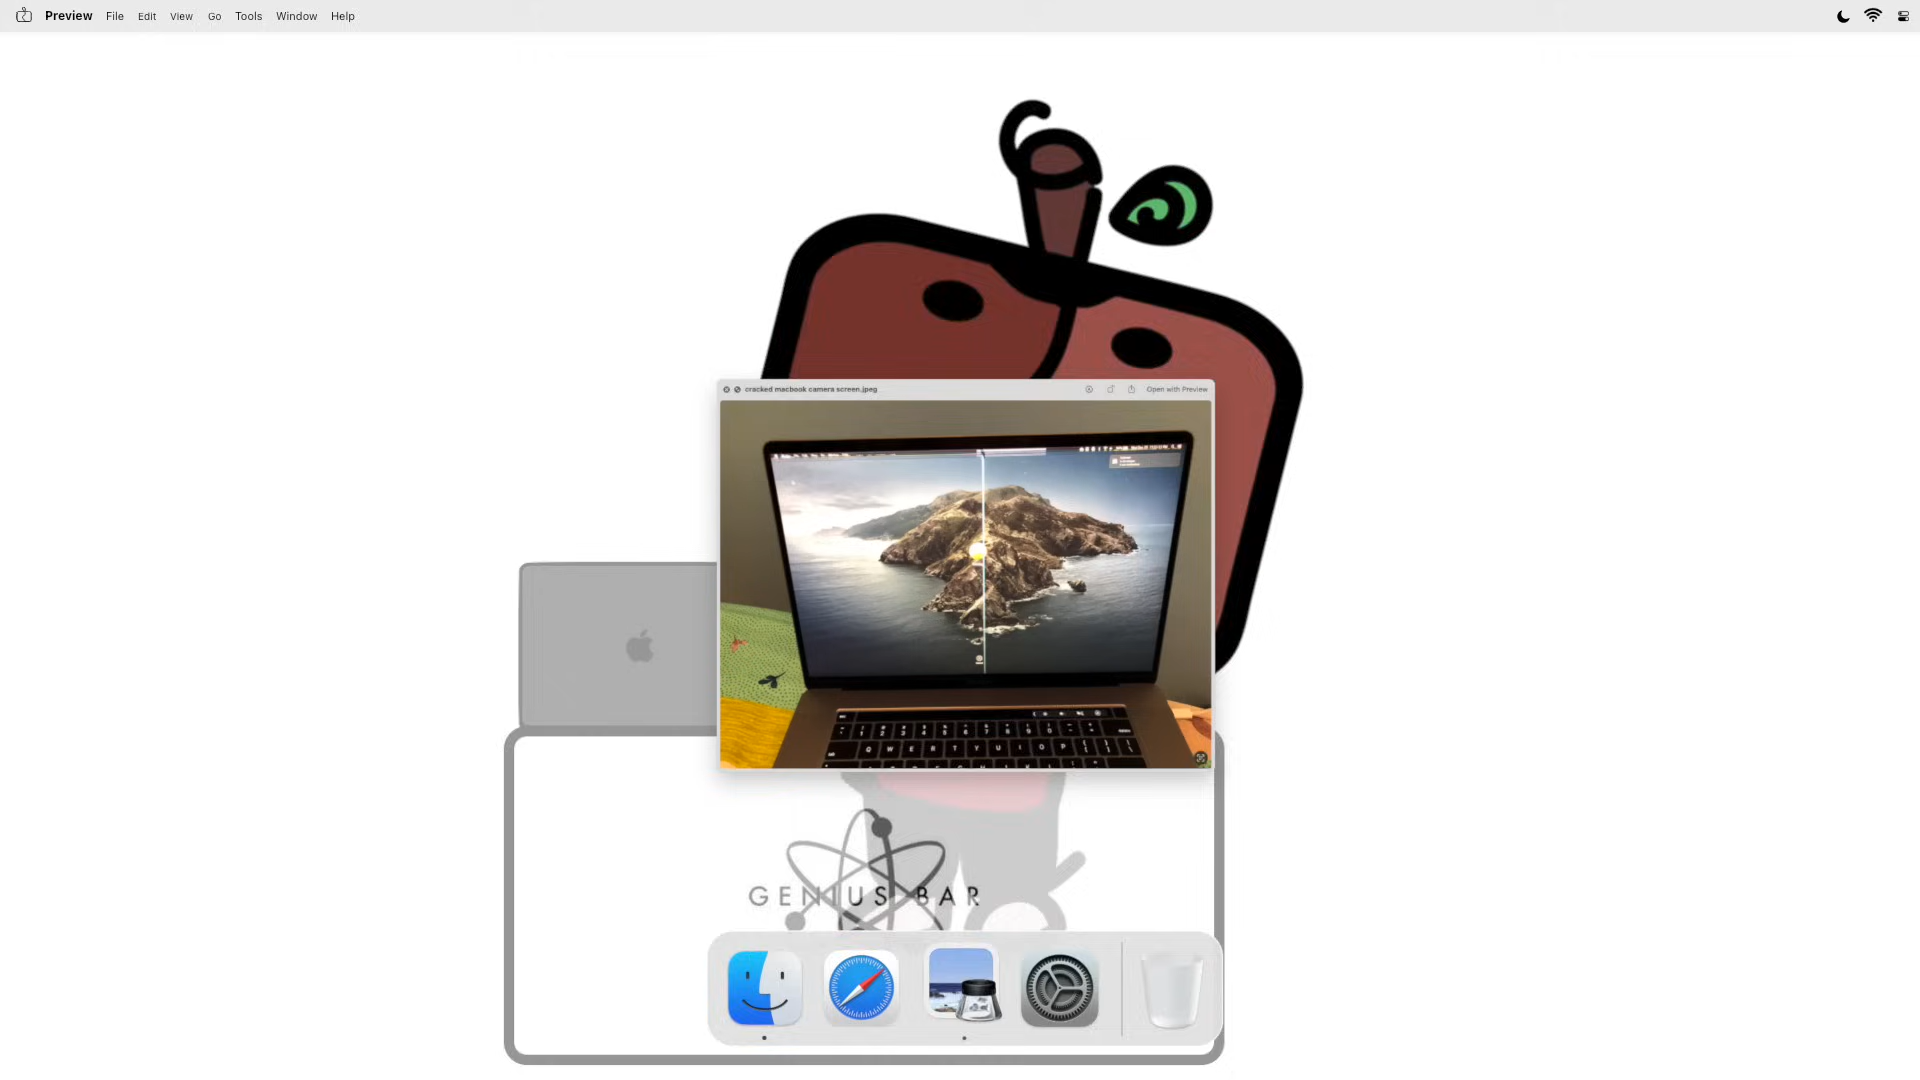 Preview File Edit View Go Tools Window Help
cracked macbook camera screen.jpeg Open with Preview
Q W E R T Y U I O P
GENIUS BAR